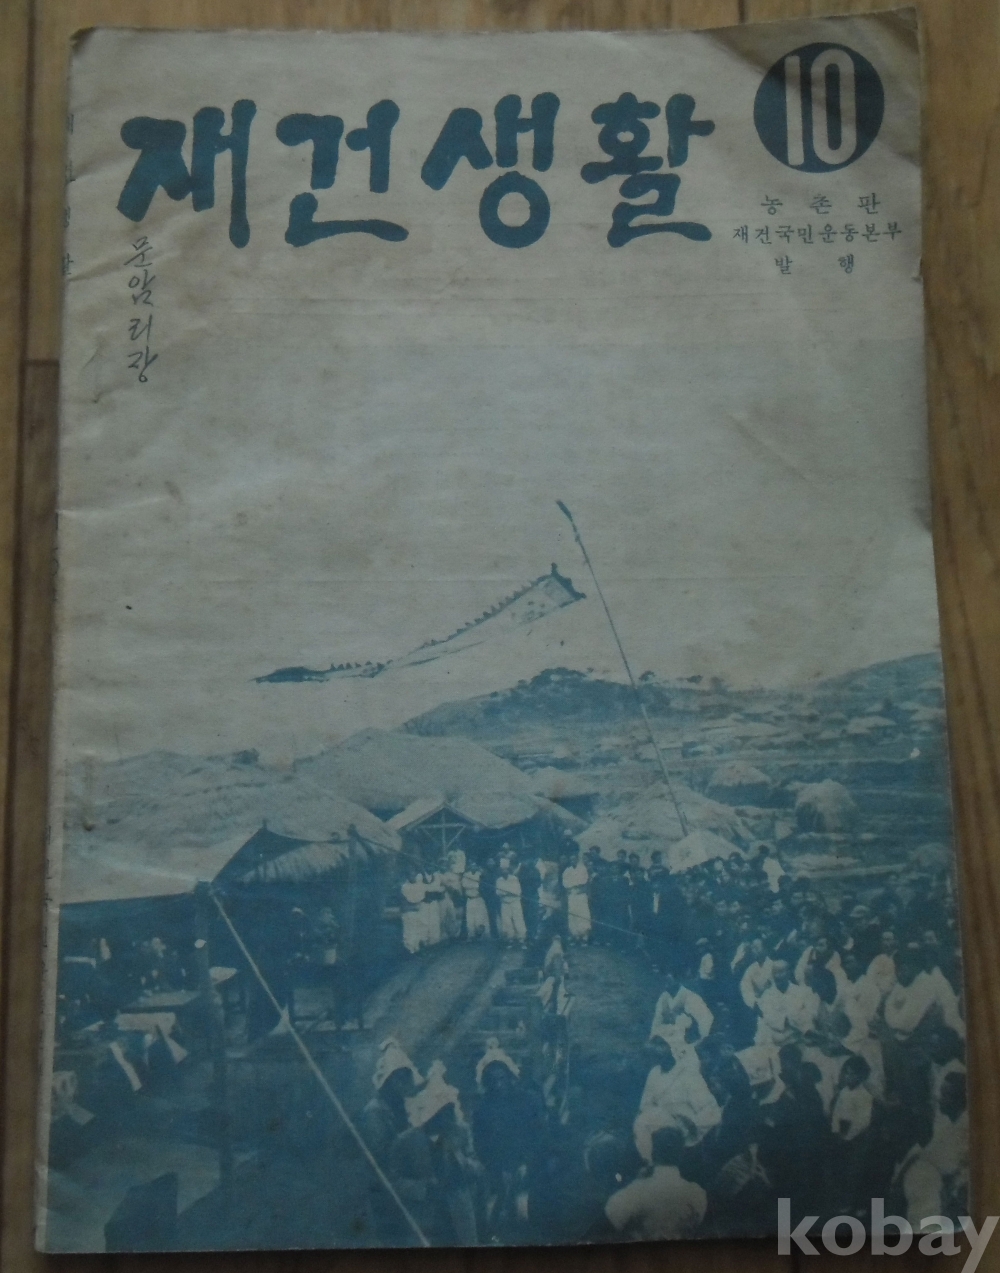 재건생활
10
농촌판
재건국민운동본부
발행
문암리장
kobay